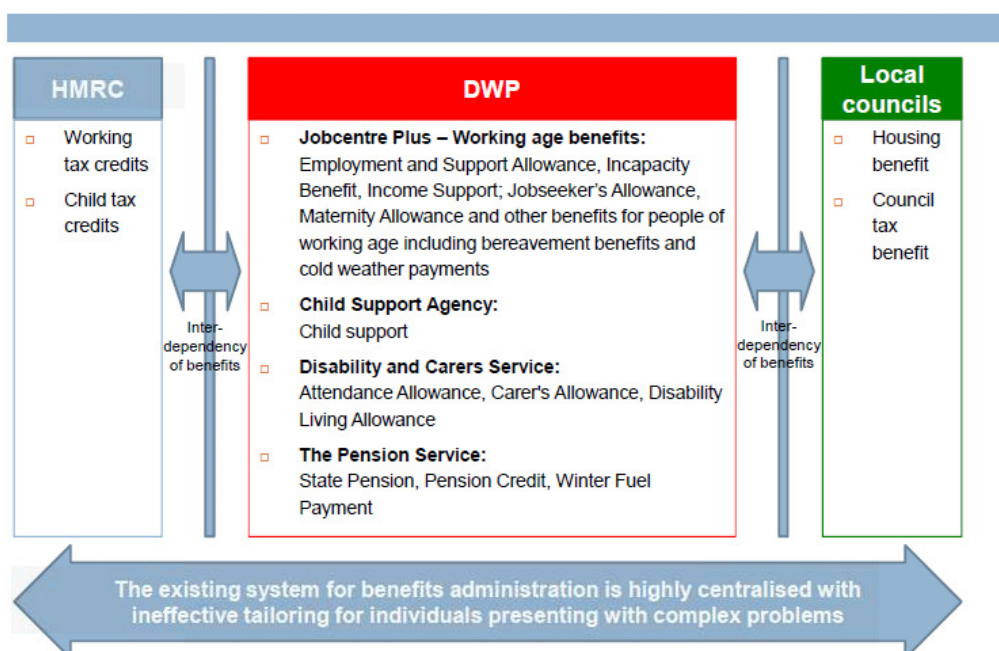 HMRC
Working
tax credits
Child tax
credits
Inter-
dependency
of benefits
DWP
Jobcentre Plus – Working age benefits:
Employment and Support Allowance, Incapacity
Benefit, Income Support; Jobseeker's Allowance,
Maternity Allowance and other benefits for people of
working age including bereavement benefits and
cold weather payments
Child Support Agency:
Child support
Disability and Carers Service:
Attendance Allowance, Carer's Allowance, Disability
Living Allowance
The Pension Service:
State Pension, Pension Credit, Winter Fuel
Payment
Inter-
dependency
of benefits
Local
councils
Housing
benefit
Council
tax
benefit
The existing system for benefits administration is highly centralised with
ineffective tailoring for individuals presenting with complex problems